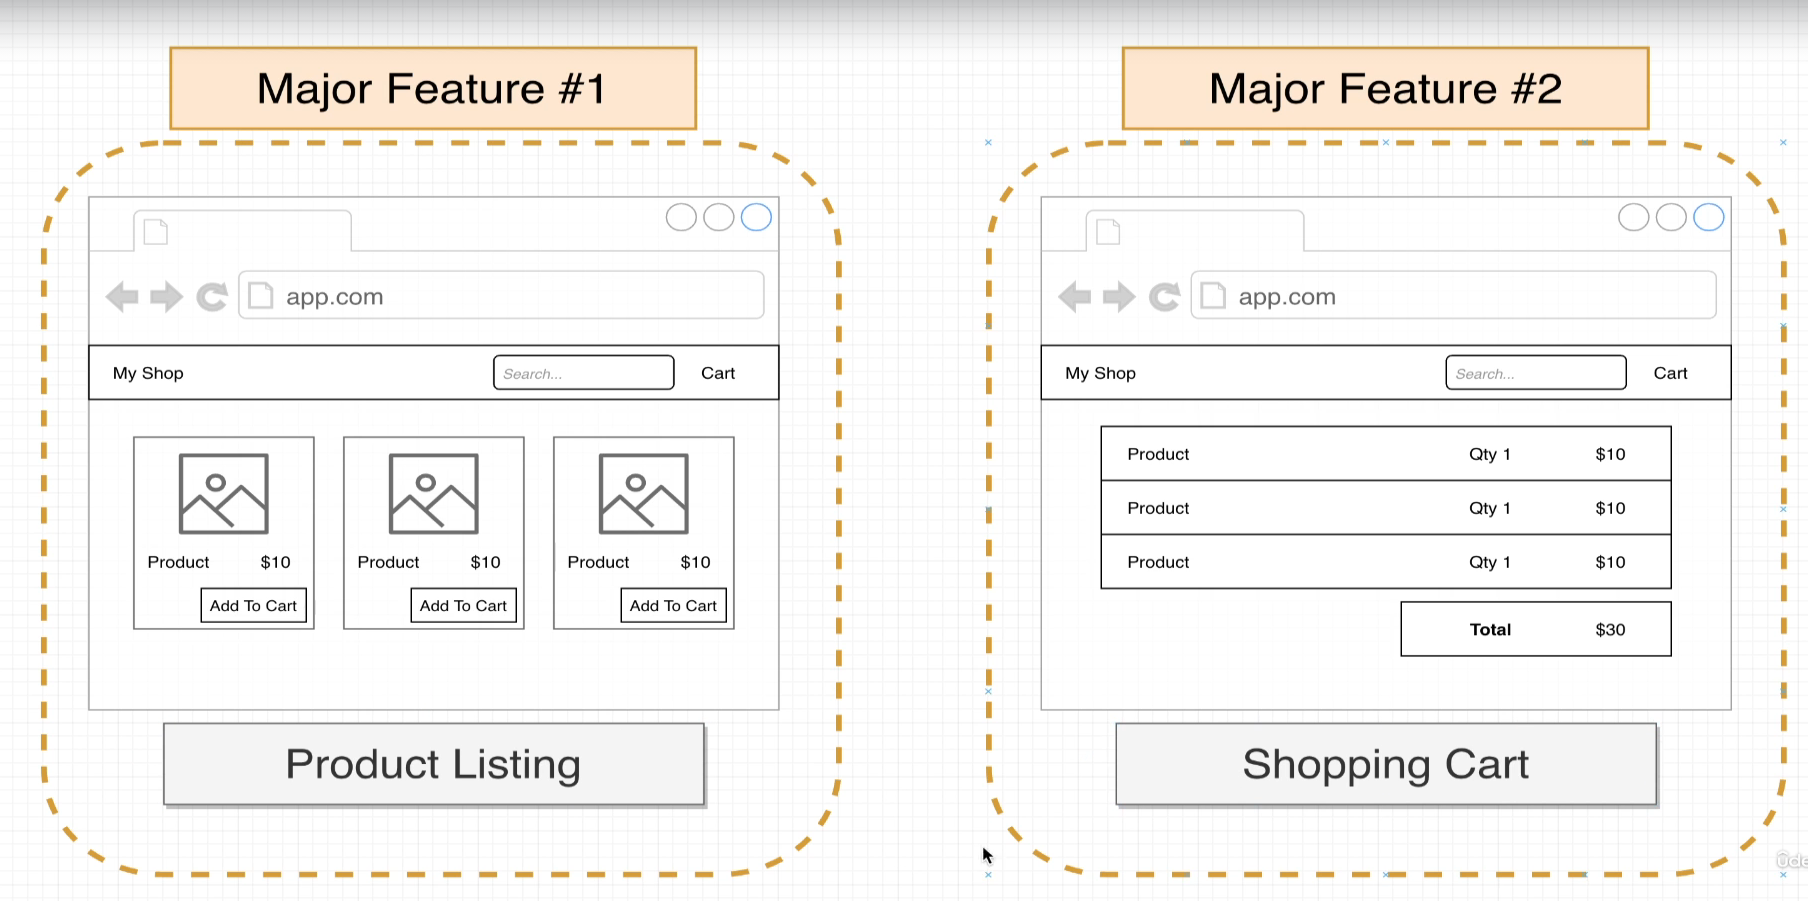 Major Feature #1
app.com
My Shop Search... Cart
Product $10 Product $10 Product $10
Add To Cart Add To Cart Add To Cart
Product Listing
Major Feature #2
app.com
My Shop Search... Cart
Product Qty 1 $10
Product Qty 1 $10
Product Qty 1 $10
Total $30
Shopping Cart